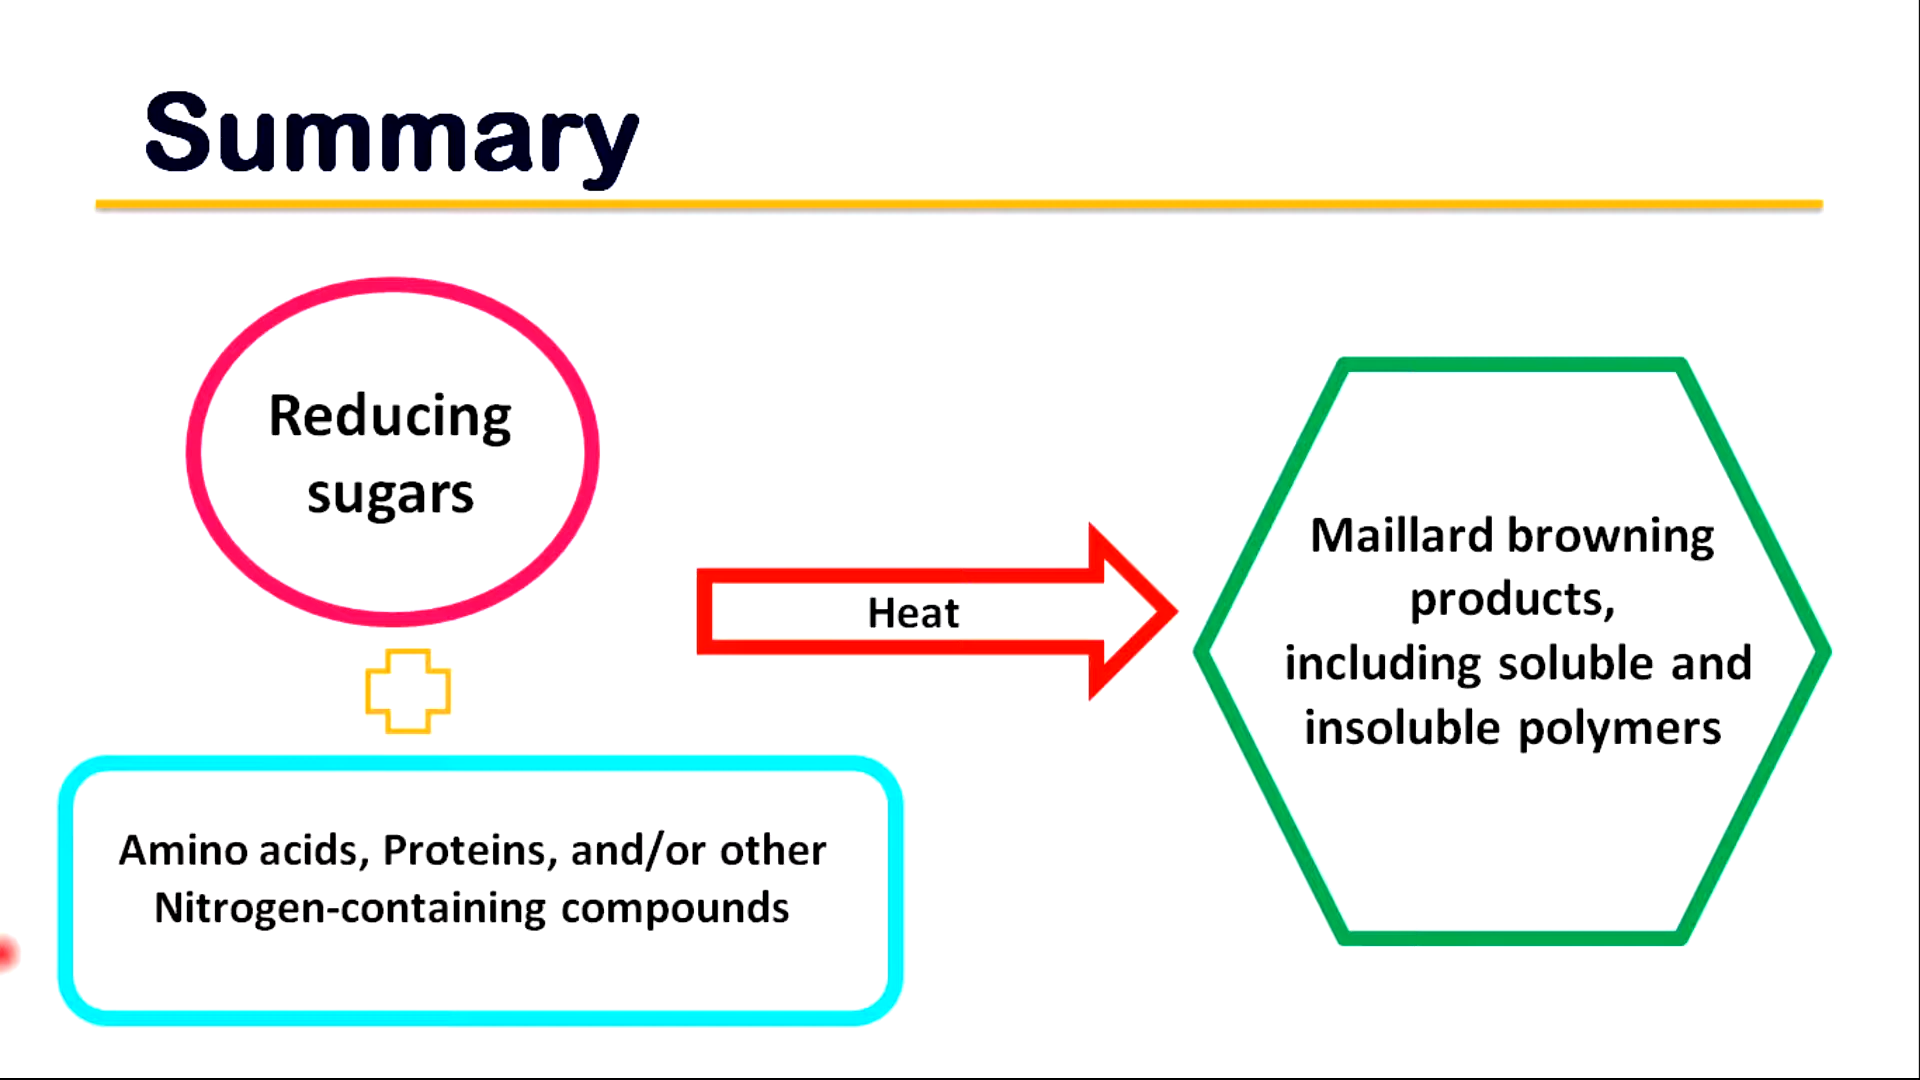 Summary
Reducing
sugars
Heat
Amino acids, Proteins, and/or other
Nitrogen-containing compounds
Maillard browning
products,
including soluble and
insoluble polymers